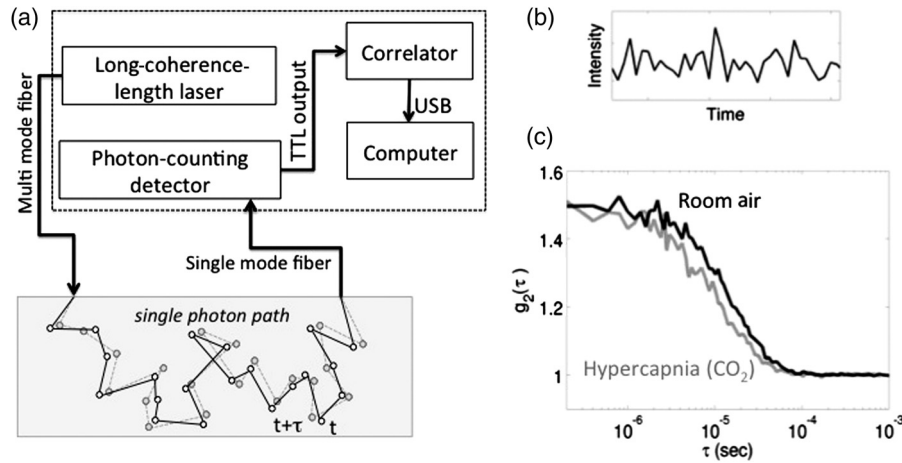 (a)
Long-coherence-
length laser
Photon-counting
detector
Correlator
USB
Computer
TTL output
Multi mode fiber
Single mode fiber
single photon path
t+τ
t
(b)
Intensity
Time
(c)
1.6
1.4
1.2
1
g₂(τ)
Room air
Hypercapnia (CO₂)
10⁻⁶
10⁻⁵
10⁻⁴
10⁻³
τ (sec)